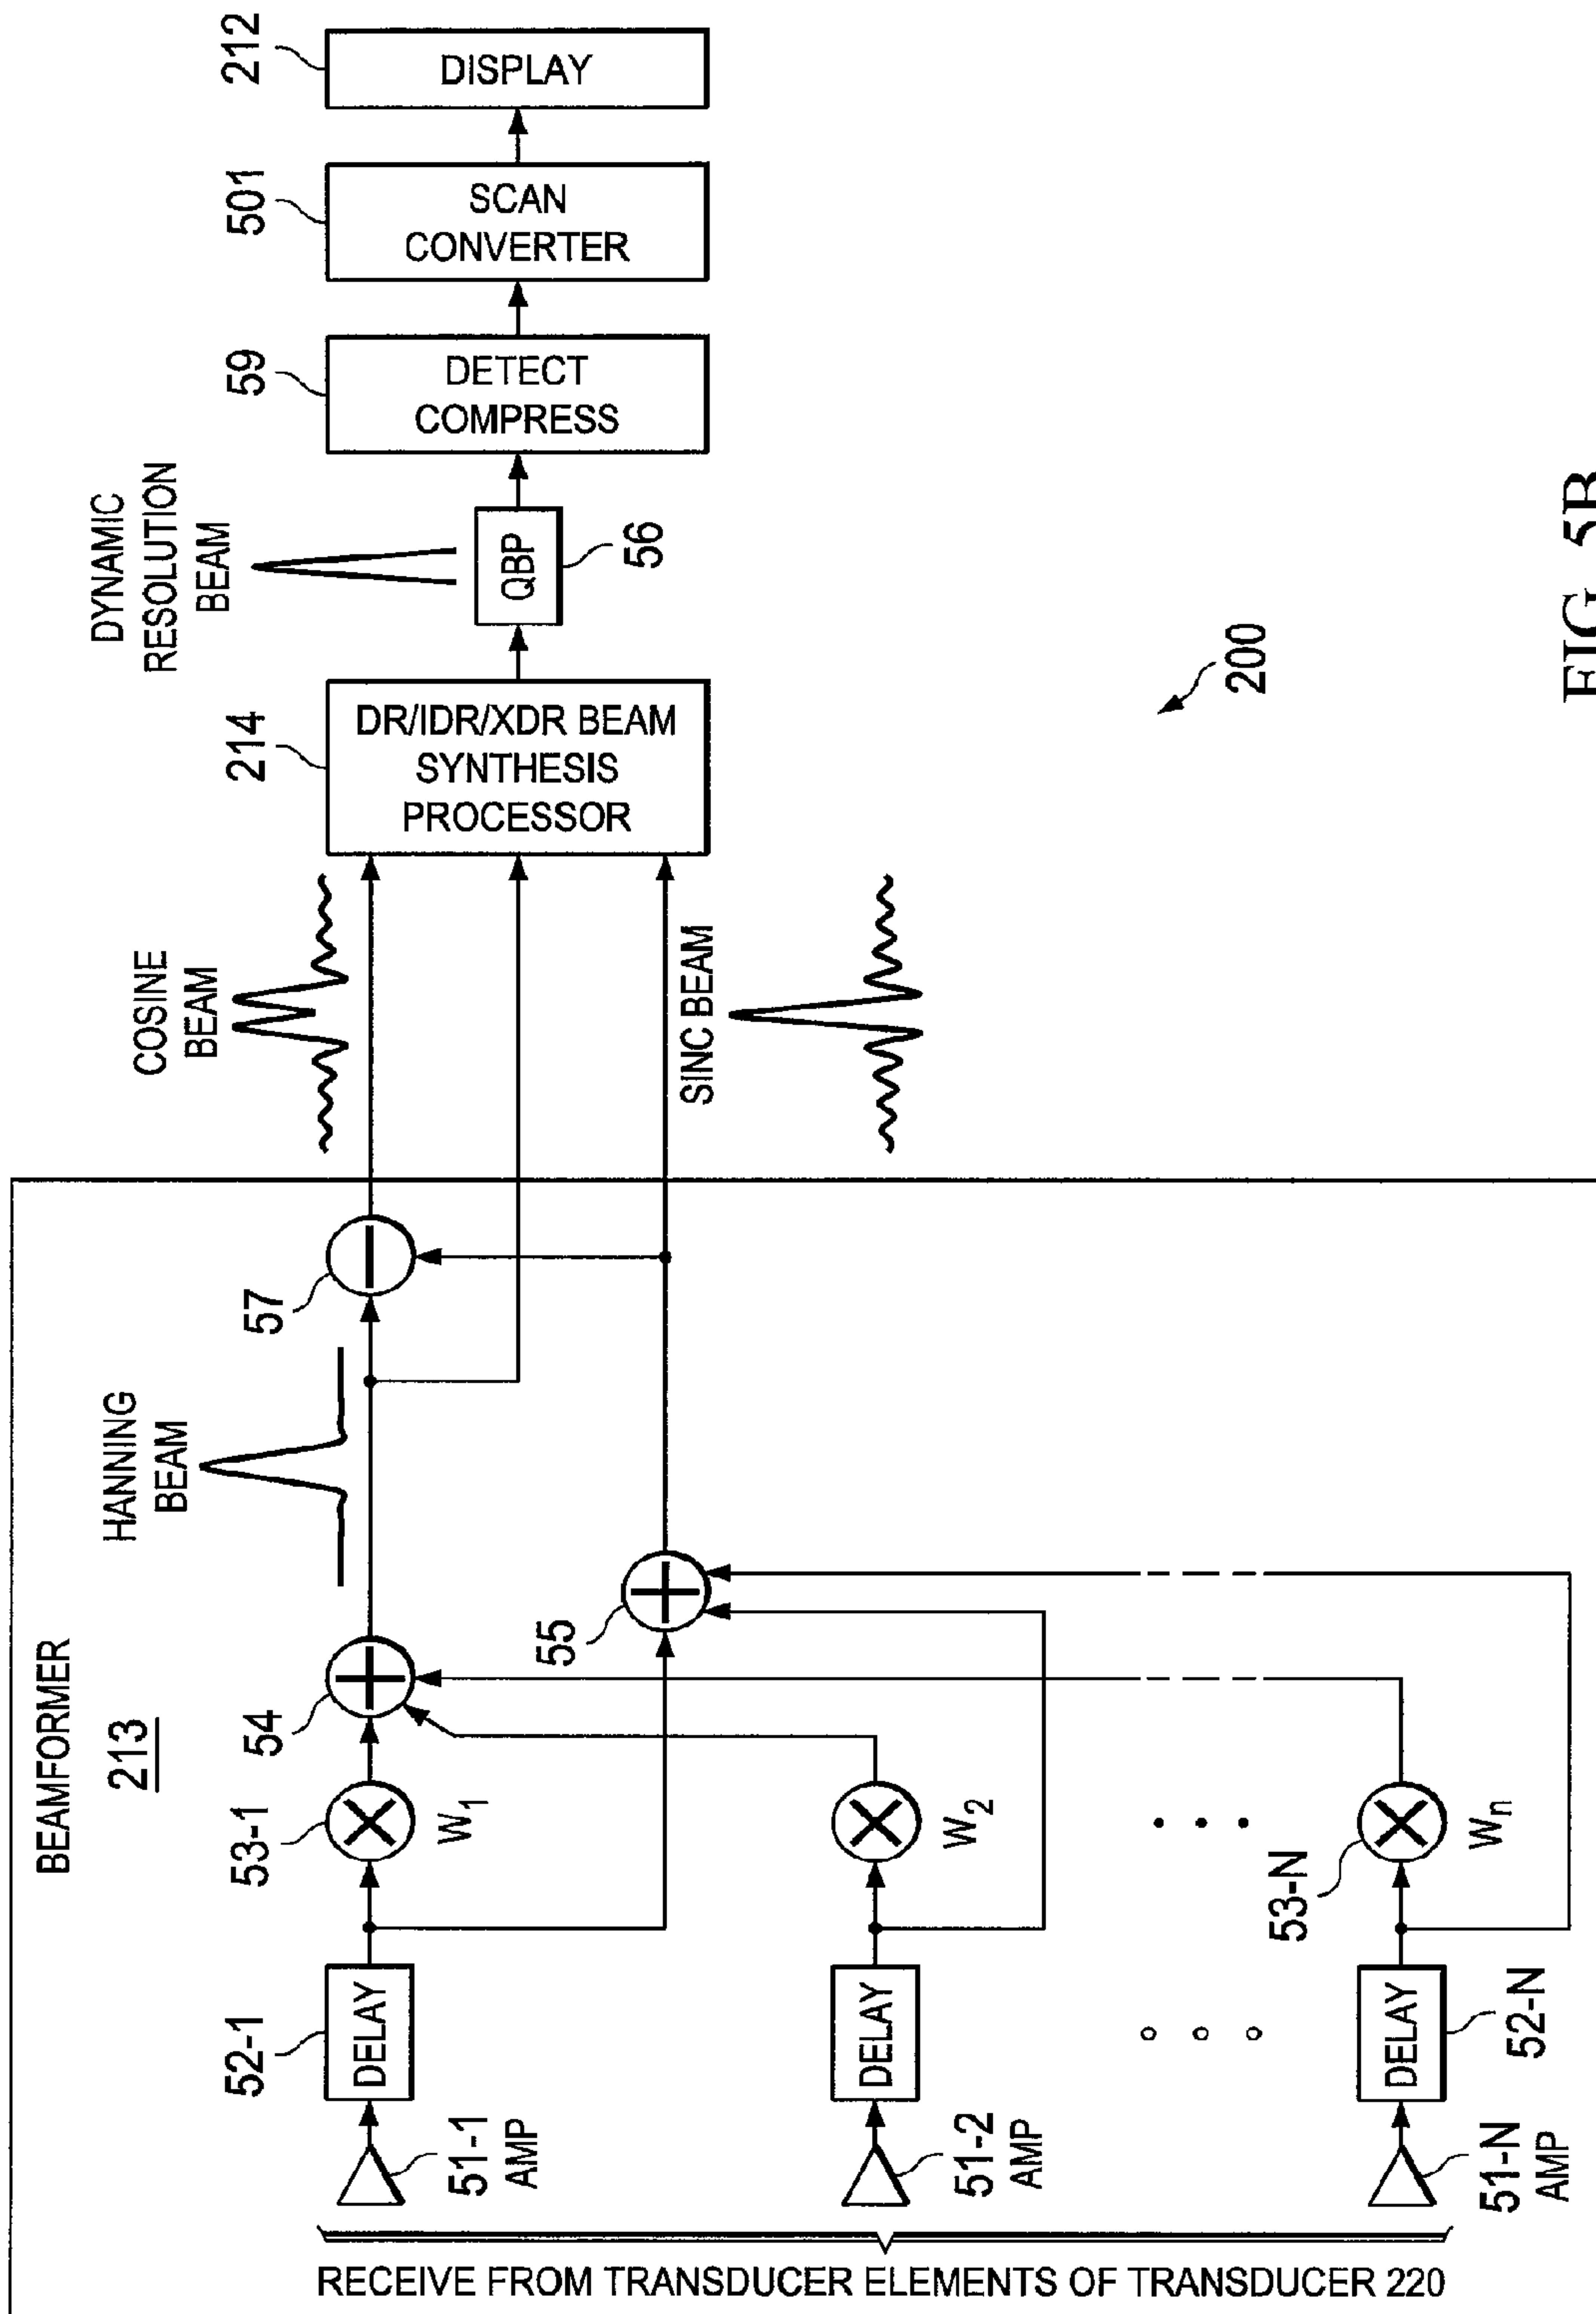 BEAMFORMER
213
HANNING
BEAM
COSINE
BEAM
DYNAMIC
RESOLUTION
BEAM
52-1
53-1
54
57
214
59
501
212
DELAY
W1
DR/IDR/XDR BEAM
SYNTHESIS
PROCESSOR
QBP
56
DETECT
COMPRESS
SCAN
CONVERTER
DISPLAY
51-1
AMP
55
SINC BEAM
DELAY
W2
51-2
AMP
53-N
DELAY
Wn
51-N
AMP
52-N
200
RECEIVE FROM TRANSDUCER ELEMENTS OF TRANSDUCER 220
FIG. 5B